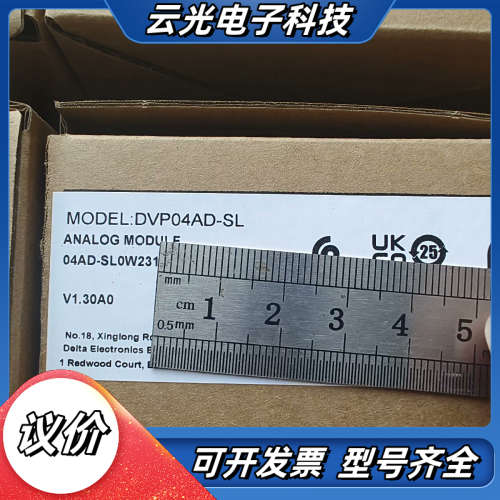 云光电子科技
MODEL:DVP04AD-SL
ANALOG MODULE
04AD-SL0W231
UK
25
V1.30A0
mm
cm
0.5mm
1 2 3 4 5
No.18, Xinglong
Delta Electronics
1 Redwood Court,
议价
可开发票 型号齐全